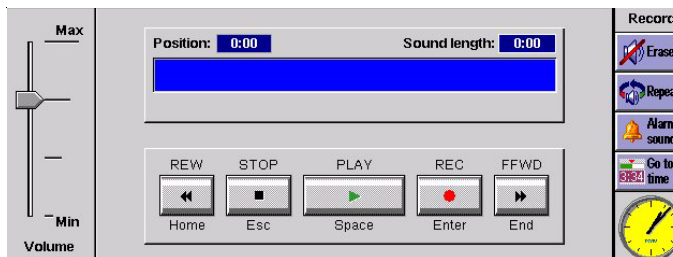 Max
Min
Volume
Position: 0:00
Sound length: 0:00
REW STOP PLAY REC FFWD
Home Esc Space Enter End
Record
Erase
Repea
Alarm
sound
Go to
3:34 time